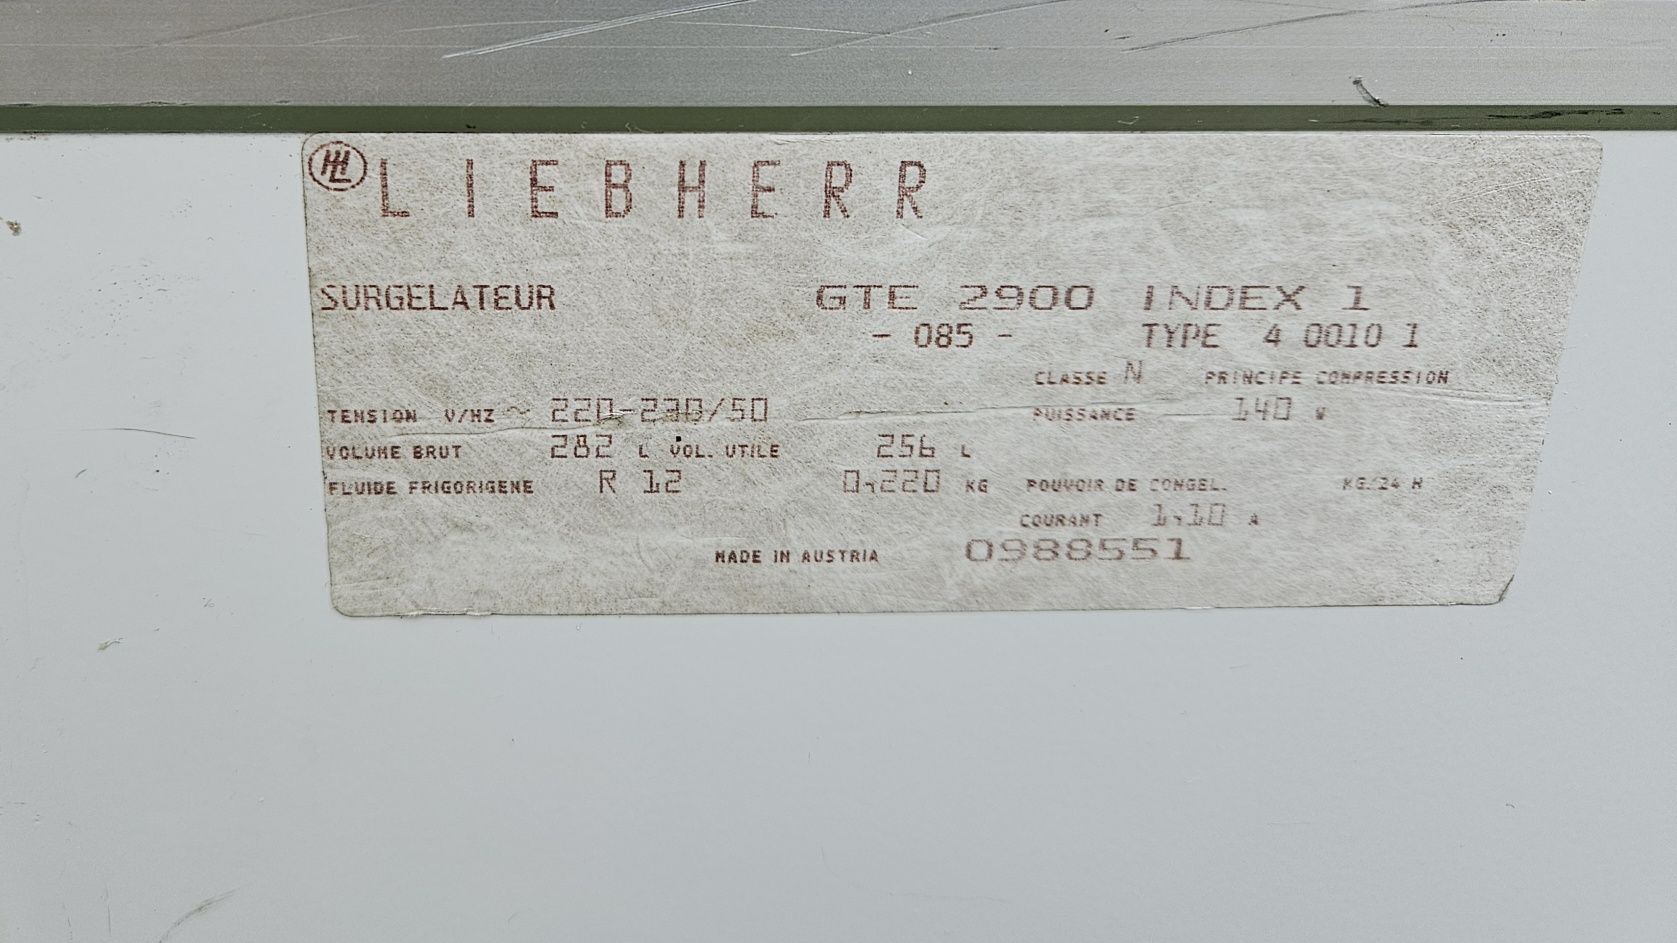 LIEBHERR
SURGELATEUR GTE 2900 INDEX 1
- 085 - TYPE 4 0010 1
CLASSE N PRINCIPE COMPRESSION
TENSION V/HZ ~ 220-230/50 PUISSANCE 140 W
VOLUME BRUT 282 L VOL. UTILE 256 L
FLUIDE FRIGORIGENE R 12 0,220 KG POUVOIR DE CONGEL. KG/24 H
COURANT 1,10 A
MADE IN AUSTRIA 0988551